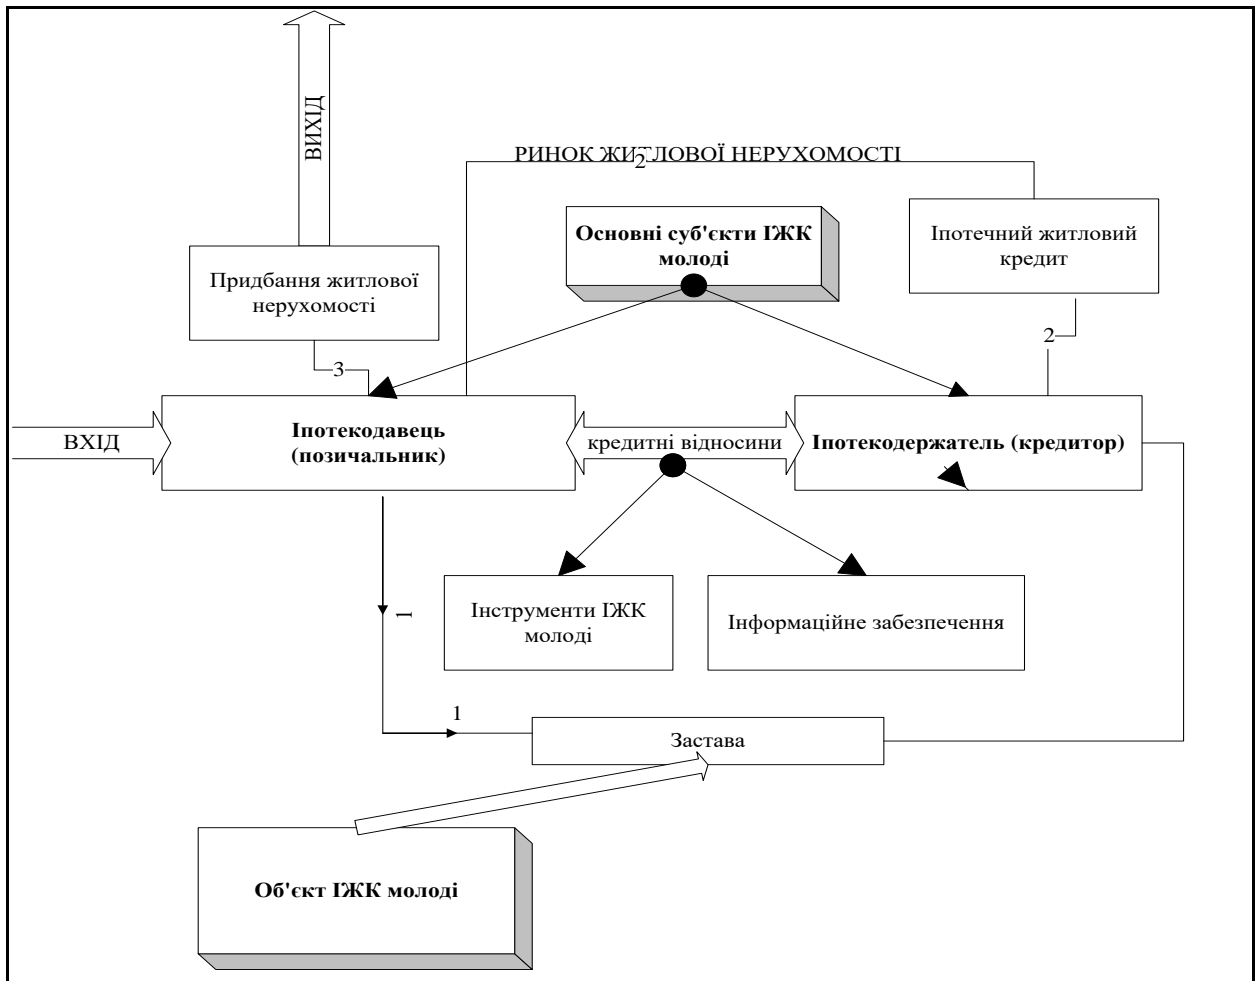 ВИХІД
РИНОК ЖИТЛОВОЇ НЕРУХОМОСТІ
2
Основні суб'єкти ІЖК
молоді
Іпотечний житловий
кредит
Придбання житлової
нерухомості
2
3
ВХІД
Іпотекодавець
(позичальник)
кредитні відносини
Іпотекодержатель (кредитор)
1
Інструменти ІЖК
молоді
Інформаційне забезпечення
1
Застава
Об'єкт ІЖК молоді